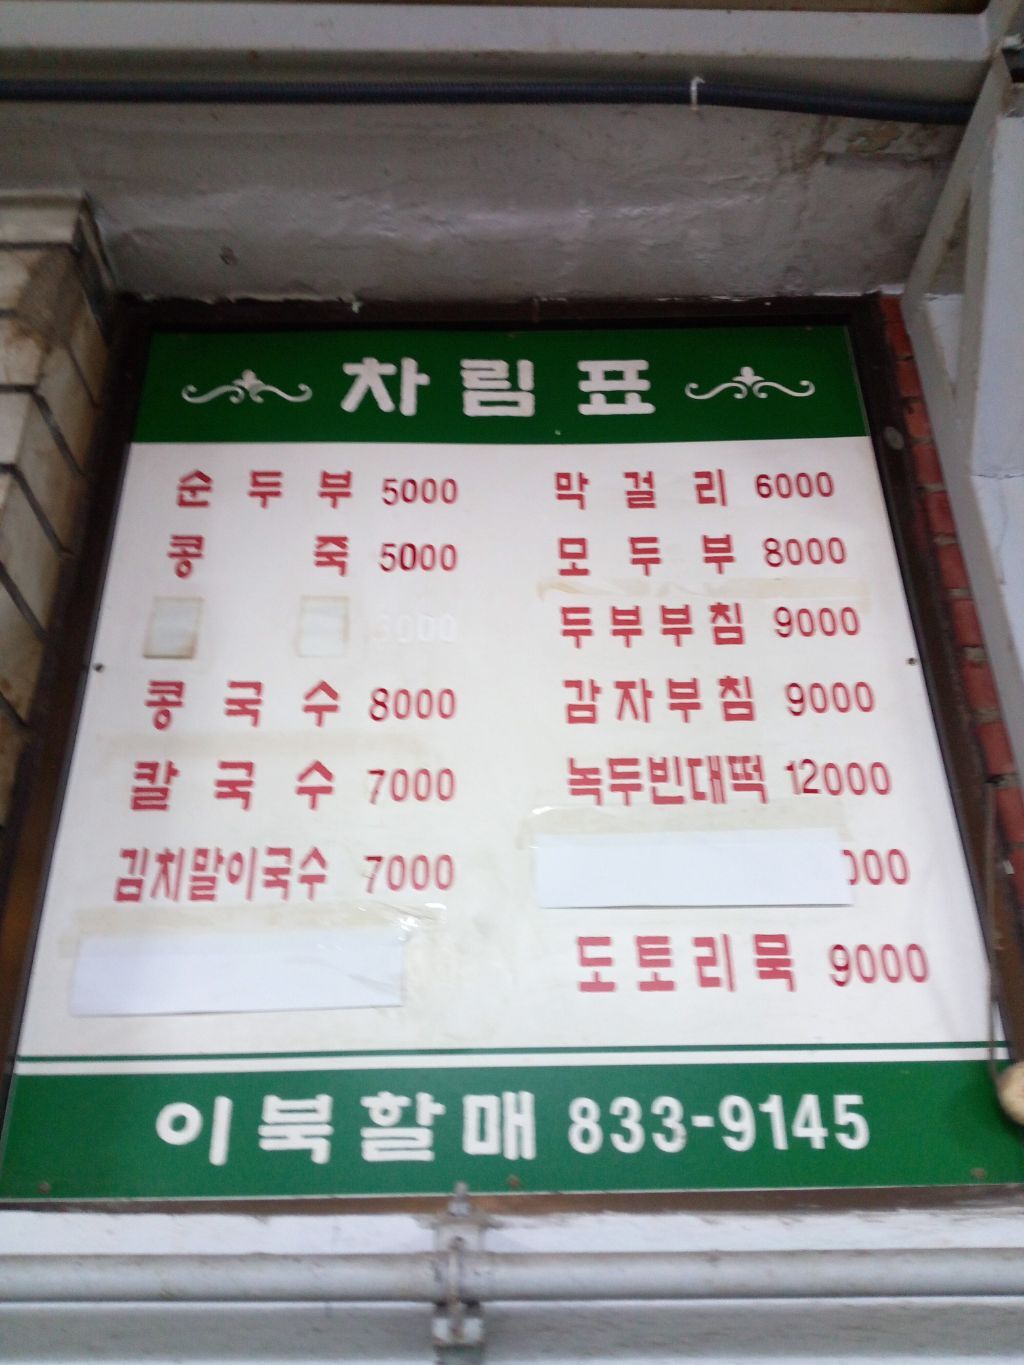 차림표
순두부 5000
콩죽 5000
콩국수 8000
칼국수 7000
김치말이국수 7000
막걸리 6000
모두부 8000
두부부침 9000
감자부침 9000
녹두빈대떡 12000
000
도토리묵 9000
이북할매 833-9145